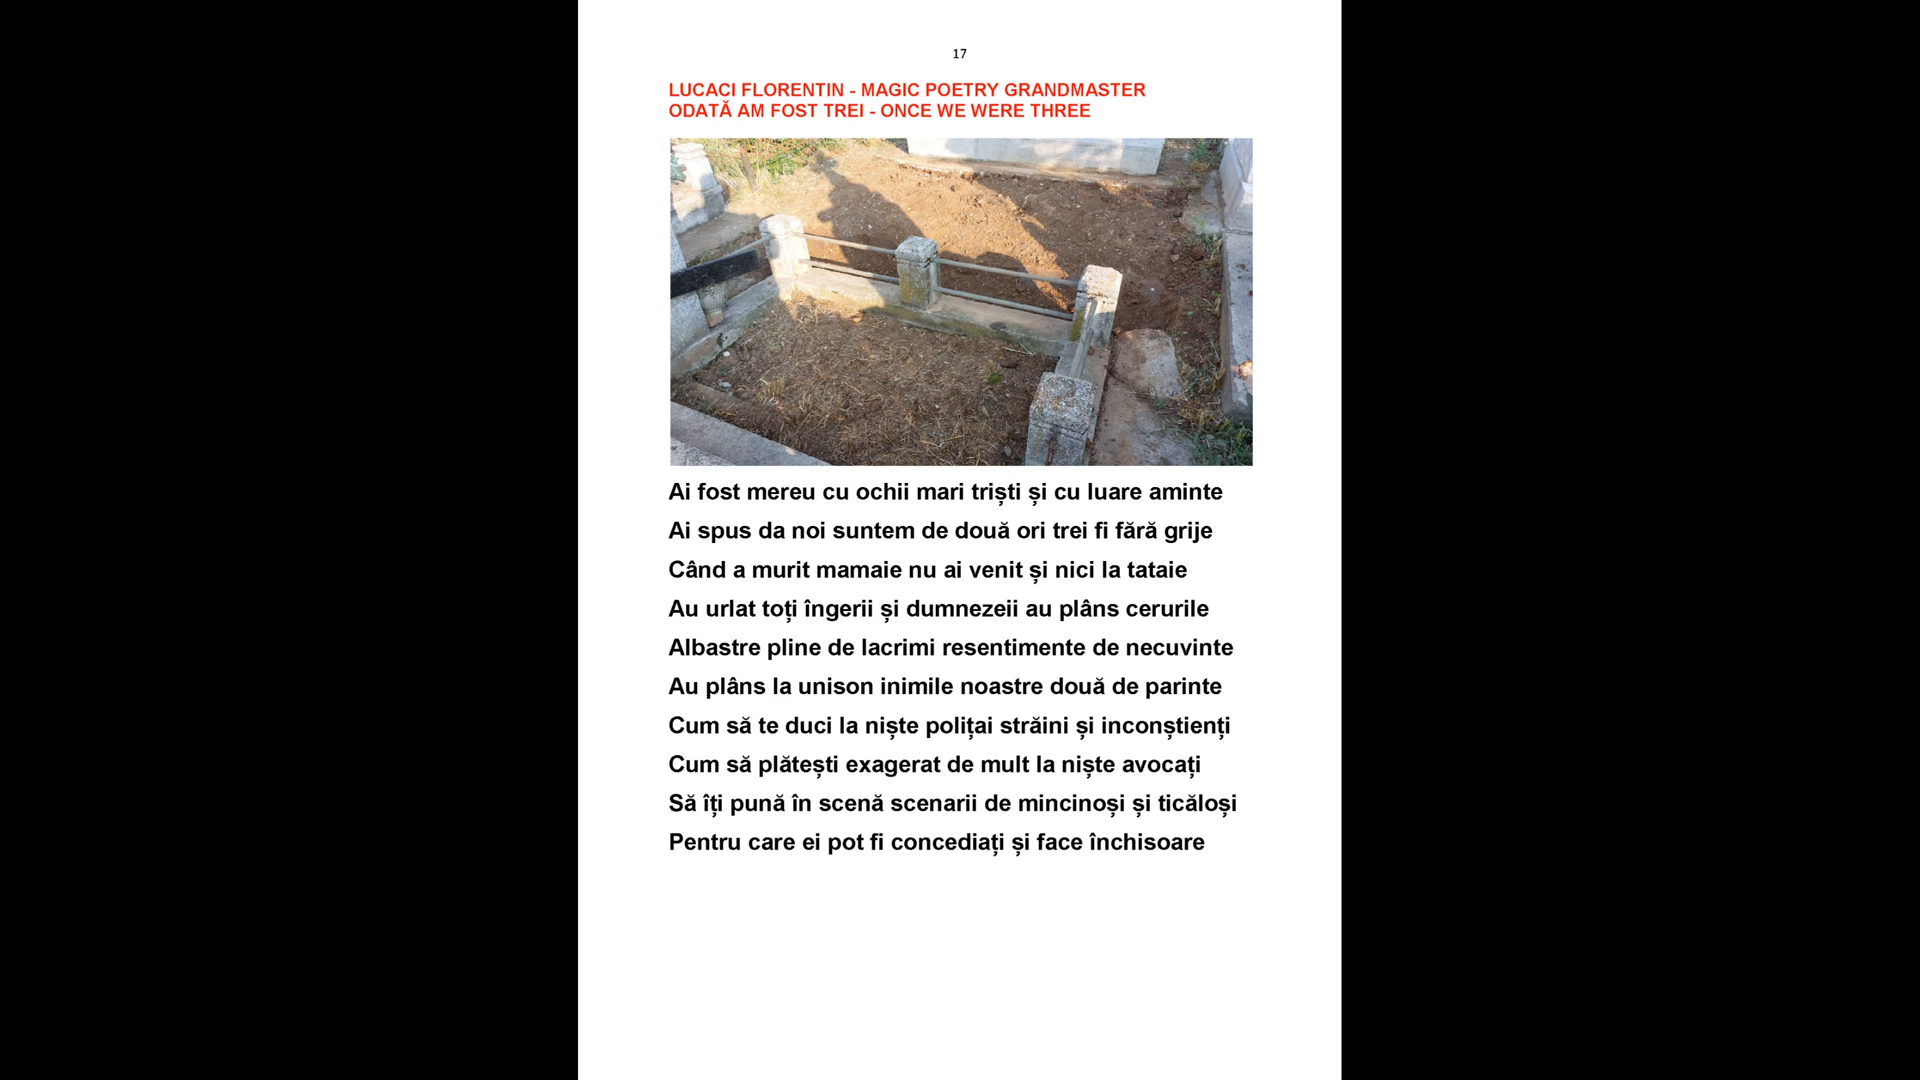 17
LUCACI FLORENTIN - MAGIC POETRY GRANDMASTER
ODATĂ AM FOST TREI - ONCE WE WERE THREE
Ai fost mereu cu ochii mari triști și cu luare aminte
Ai spus da noi suntem de două ori trei fi fără grije
Când a murit mamaie nu ai venit și nici la tataie
Au urlat toți îngerii și dumnezeii au plâns cerurile
Albastre pline de lacrimi resentimente de necuvinte
Au plâns la unison inimile noastre două de parinte
Cum să te duci la niște polițai străini și inconștienți
Cum să plătești exagerat de mult la niște avocați
Să îți pună în scenă scenarii de mincinoși și ticăloși
Pentru care ei pot fi concediați și face închisoare